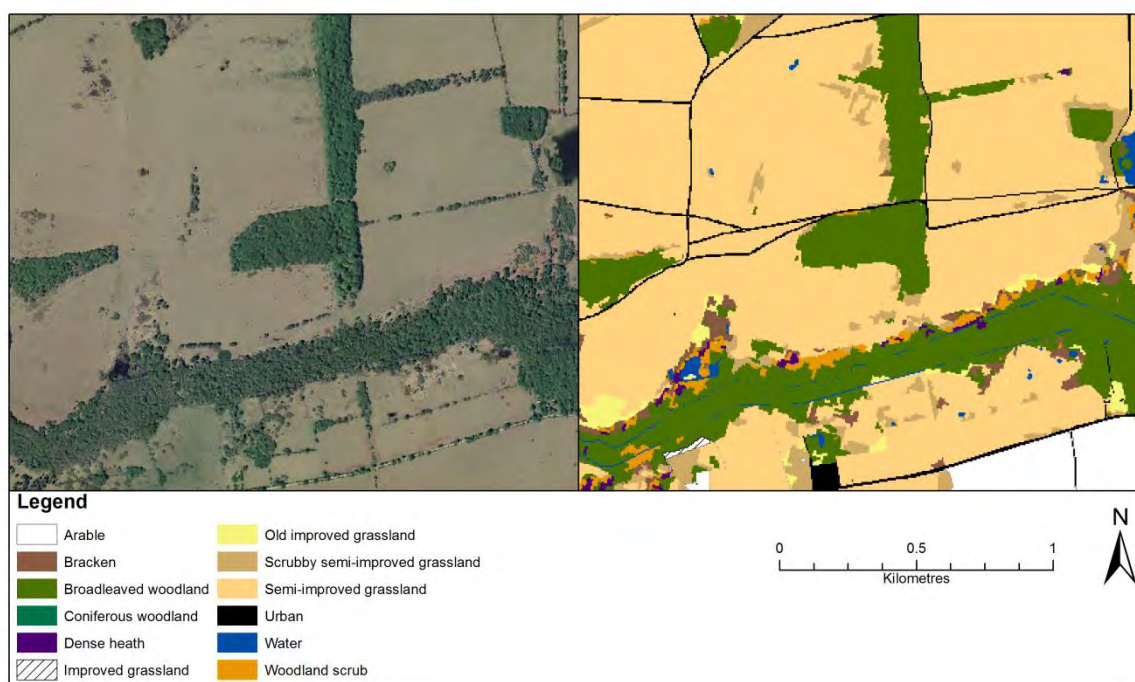 Legend
Arable
Bracken
Broadleaved woodland
Coniferous woodland
Dense heath
Improved grassland
Old improved grassland
Scrubby semi-improved grassland
Semi-improved grassland
Urban
Water
Woodland scrub
0 0.5 1
Kilometres
N